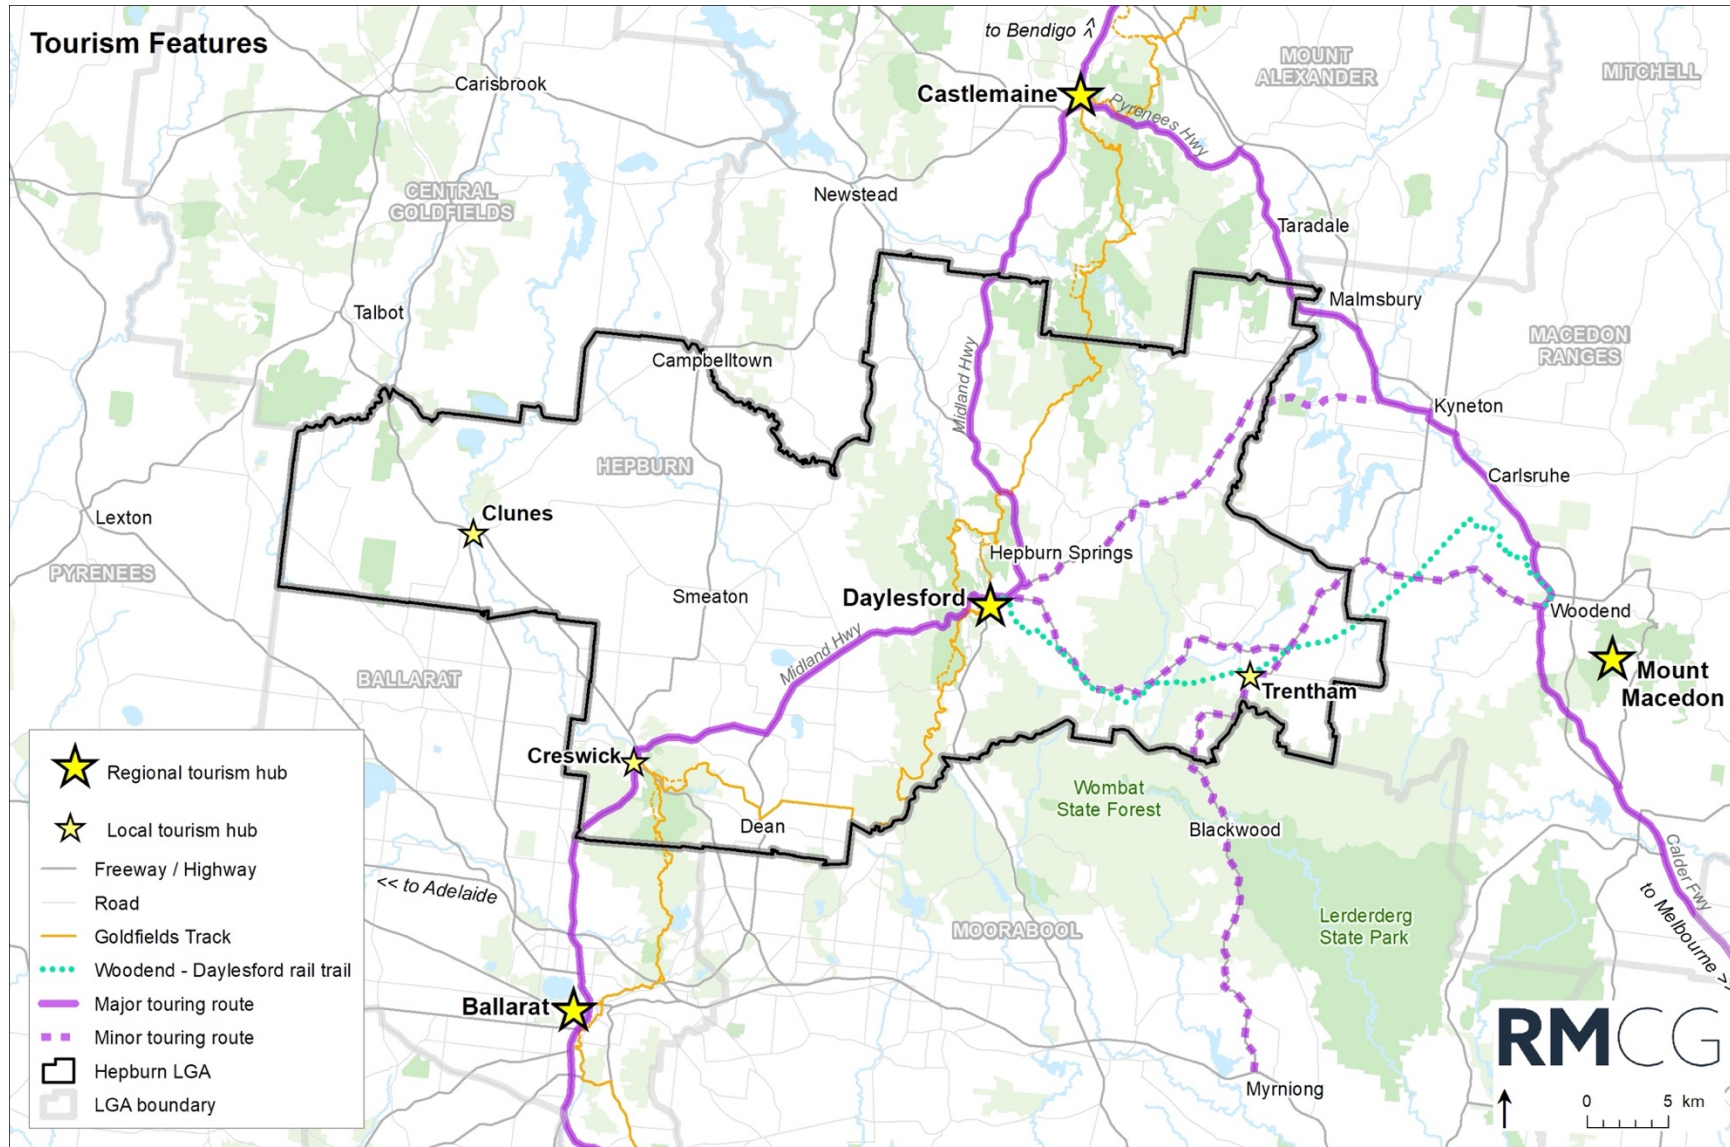 Tourism Features
to Bendigo >>
MOUNT
ALEXANDER
MITCHELL
Carisbrook
Castlemaine
Pyrenees Hwy
CENTRAL
GOLDFIELDS
Newstead
Taradale
Malmsbury
Talbot
MACEDON
RANGES
Campbelltown
Midland Hwy
Kyneton
HEPBURN
Carlsruhe
Clunes
Lexton
Hepburn Springs
PYRENEES
Smeaton
Daylesford
Woodend
Midland Hwy
Mount
Macedon
BALLARAT
Trentham
Creswick
Wombat
State Forest
Dean
Blackwood
Calder Fwy
<< to Adelaide
to Melbourne >>
Lerderderg
State Park
MOORABOOL
Ballarat
Myrniong
Regional tourism hub
Local tourism hub
Freeway / Highway
Road
Goldfields Track
Woodend - Daylesford rail trail
Major touring route
Minor touring route
Hepburn LGA
LGA boundary
RMCG
0 5 km